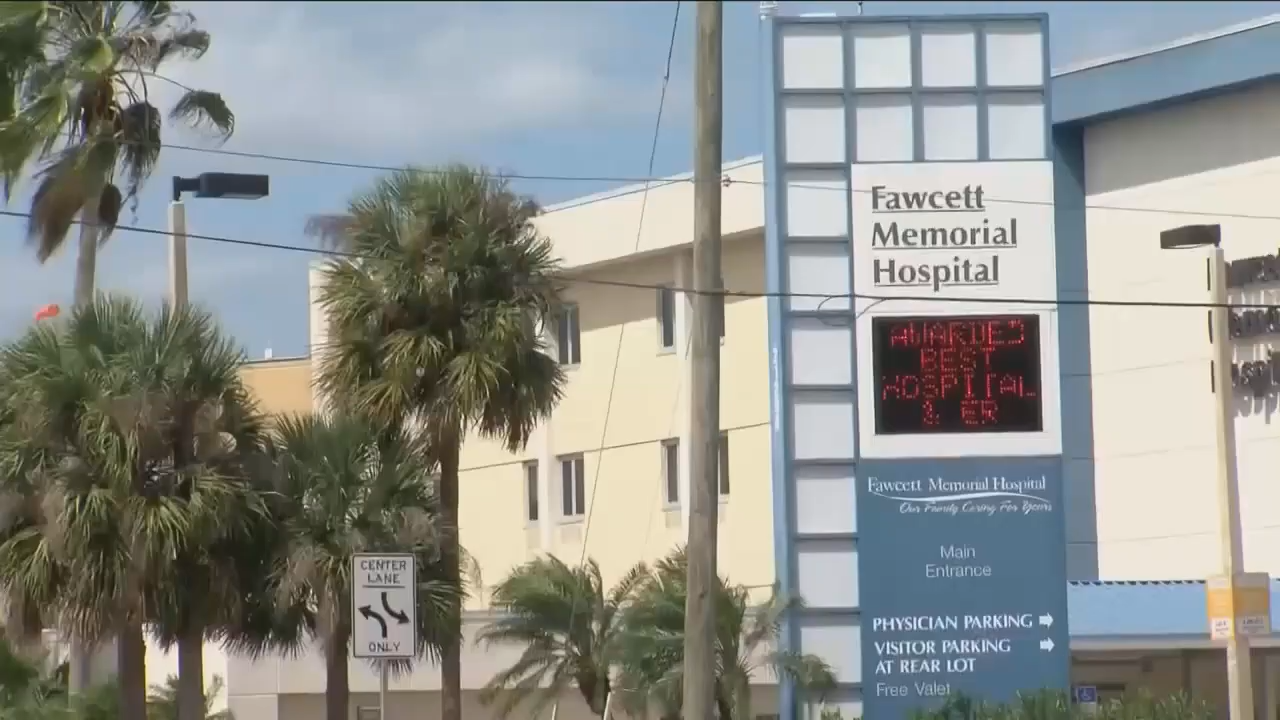 Fawcett
Memorial
Hospital
AWARDED
BEST
HOSPITAL
& ER
Fawcett Memorial Hospital
Our Family Caring For Yours
Main
Entrance
PHYSICIAN PARKING
VISITOR PARKING
AT REAR LOT
Free Valet
CENTER
LANE
ONLY